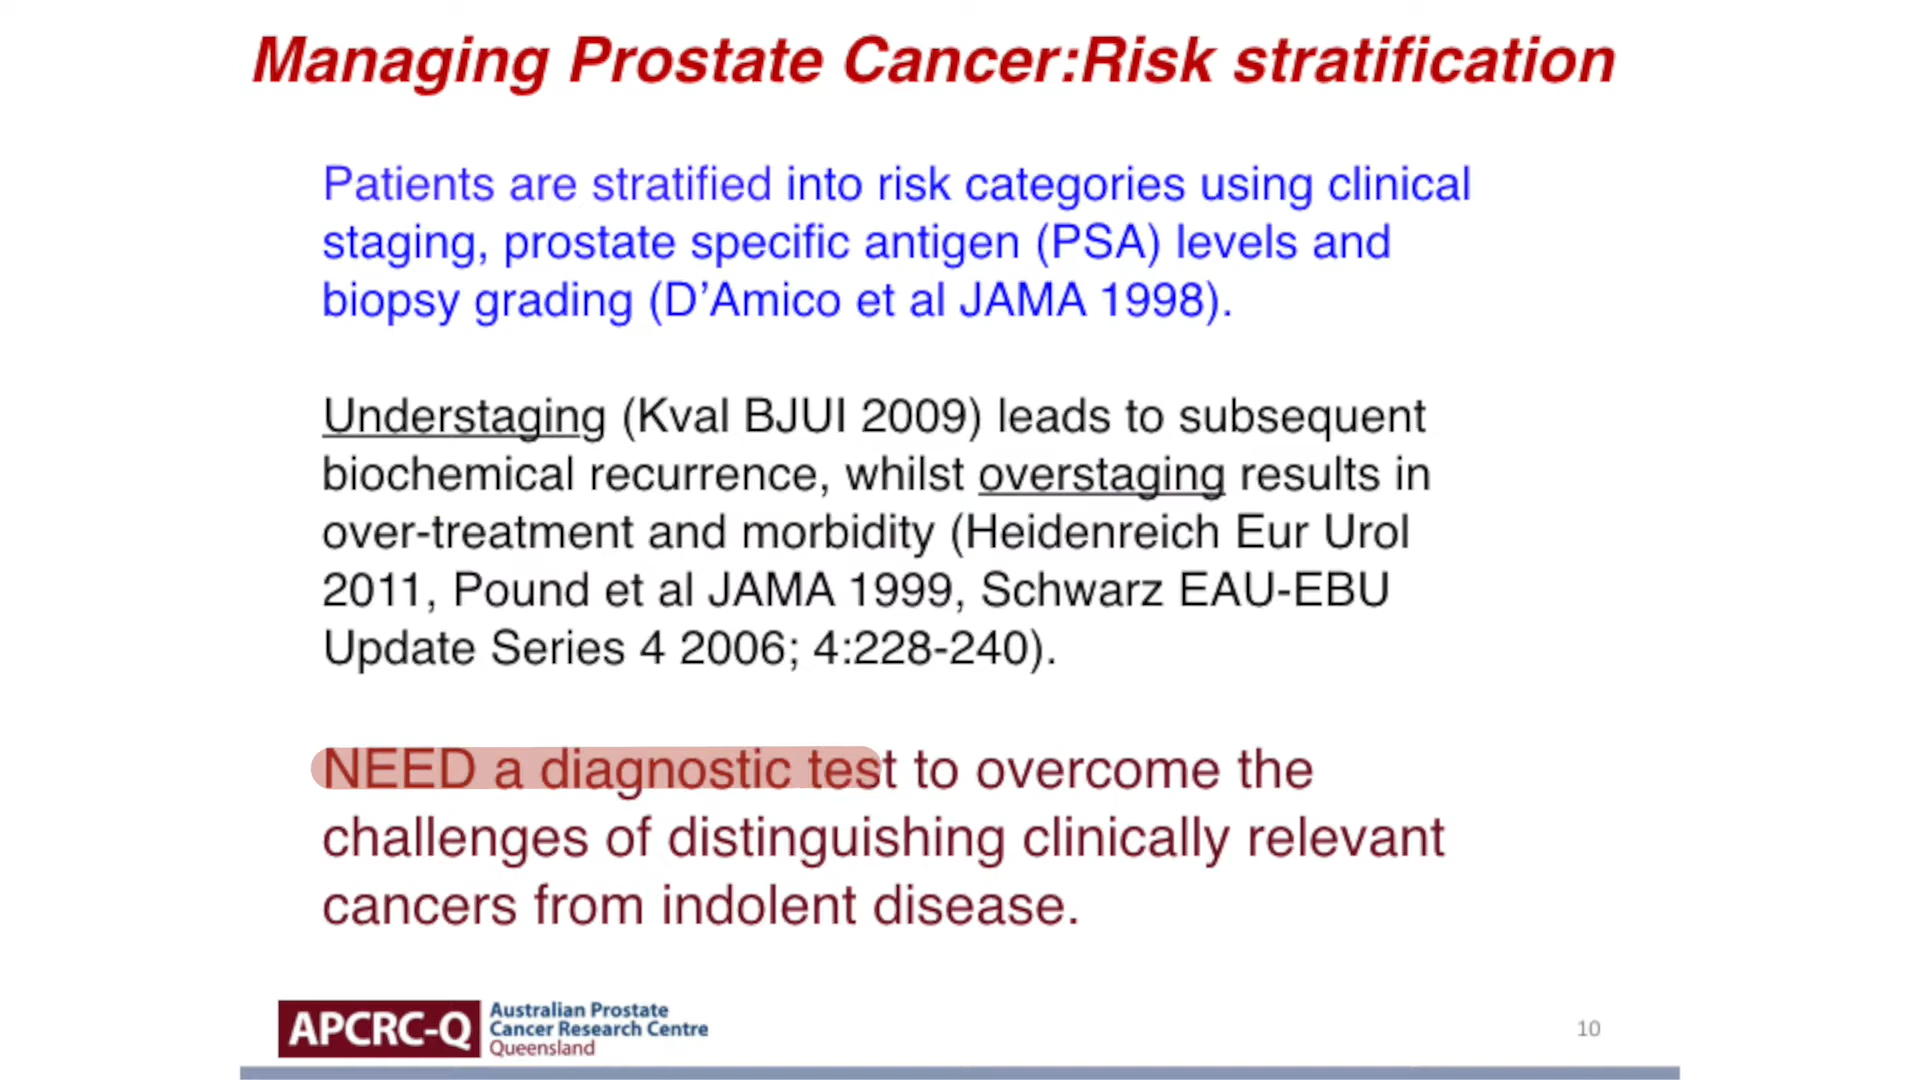 Managing Prostate Cancer:Risk stratification
Patients are stratified into risk categories using clinical
staging, prostate specific antigen (PSA) levels and
biopsy grading (D’Amico et al JAMA 1998).
Understaging (Kval BJUI 2009) leads to subsequent
biochemical recurrence, whilst overstaging results in
over-treatment and morbidity (Heidenreich Eur Urol
2011, Pound et al JAMA 1999, Schwarz EAU-EBU
Update Series 4 2006; 4:228-240).
NEED a diagnostic test to overcome the
challenges of distinguishing clinically relevant
cancers from indolent disease.
APCRC-Q
Australian Prostate
Cancer Research Centre
Queensland
10